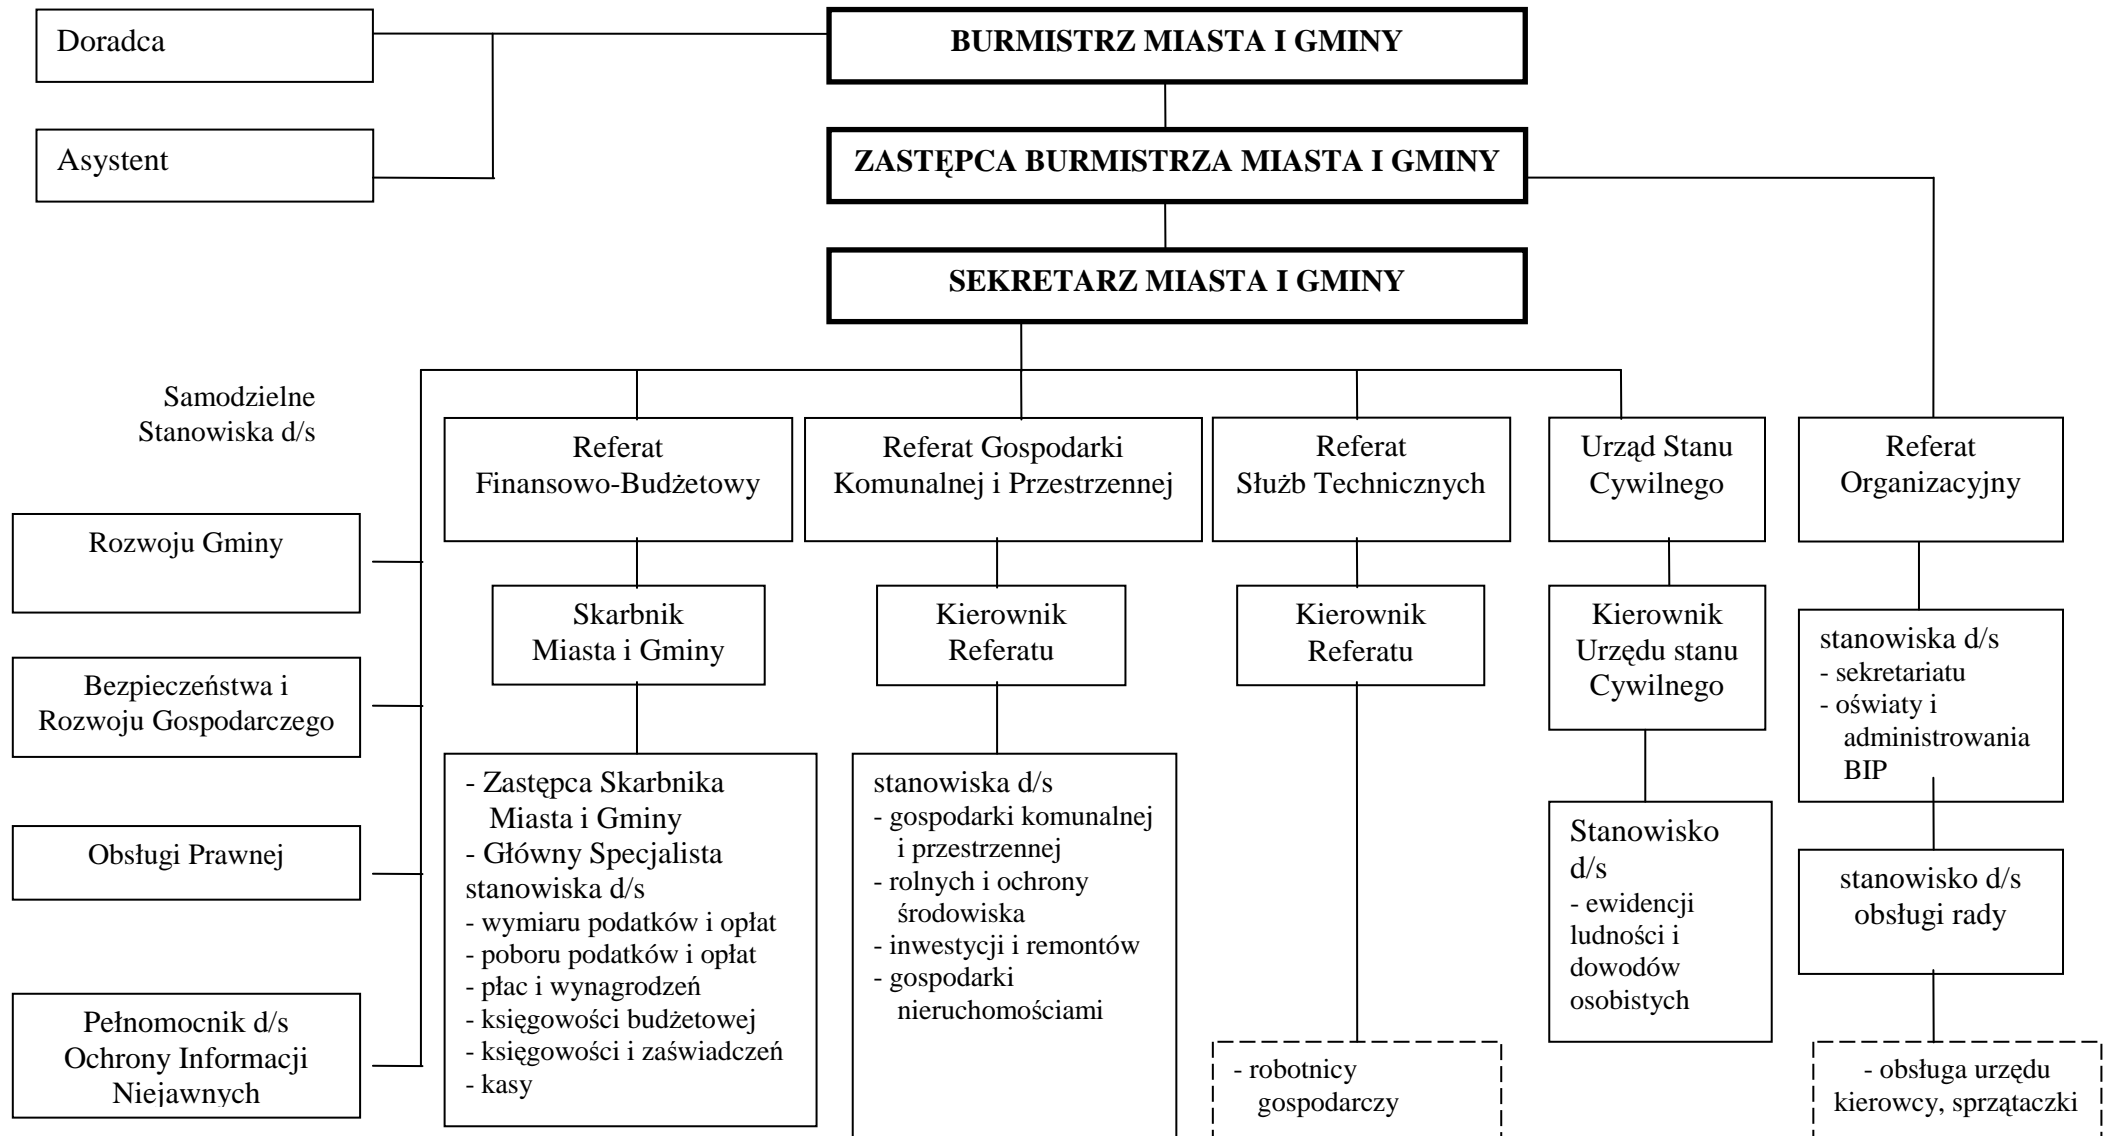 Doradca
BURMISTRZ MIASTA I GMINY
Asystent
ZASTĘPCA BURMISTRZA MIASTA I GMINY
SEKRETARZ MIASTA I GMINY
Samodzielne
Stanowiska d/s
Rozwoju Gminy
Bezpieczeństwa i
Rozwoju Gospodarczego
Obsługi Prawnej
Pełnomocnik d/s
Ochrony Informacji
Niejawnych
Referat
Finansowo-Budżetowy
Skarbnik
Miasta i Gminy
- Zastępca Skarbnika
Miasta i Gminy
- Główny Specjalista
stanowiska d/s
- wymiaru podatków i opłat
- poboru podatków i opłat
- płac i wynagrodzeń
- księgowości budżetowej
- księgowości i zaświadczeń
- kasy
Referat Gospodarki
Komunalnej i Przestrzennej
Kierownik
Referatu
stanowiska d/s
- gospodarki komunalnej
i przestrzennej
- rolnych i ochrony
środowiska
- inwestycji i remontów
- gospodarki
nieruchomościami
Referat
Służb Technicznych
Kierownik
Referatu
- robotnicy
gospodarczy
Urząd Stanu
Cywilnego
Kierownik
Urzędu stanu
Cywilnego
Stanowisko
d/s
- ewidencji
ludności i
dowodów
osobistych
Referat
Organizacyjny
stanowiska d/s
- sekretariatu
- oświaty i
administrowania
BIP
stanowisko d/s
obsługi rady
- obsługa urzędu
kierowcy, sprzątaczki